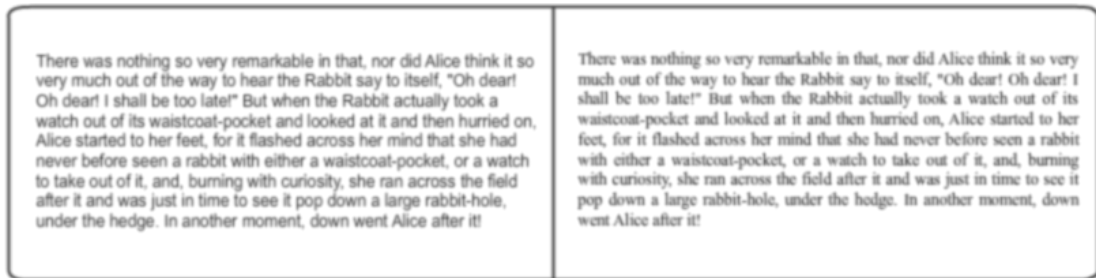 There was nothing so very remarkable in that, nor did Alice think it so
very much out of the way to hear the Rabbit say to itself, "Oh dear!
Oh dear! I shall be too late!" But when the Rabbit actually took a
watch out of its waistcoat-pocket and looked at it and then hurried on,
Alice started to her feet, for it flashed across her mind that she had
never before seen a rabbit with either a waistcoat-pocket, or a watch
to take out of it, and, burning with curiosity, she ran across the field
after it and was just in time to see it pop down a large rabbit-hole,
under the hedge. In another moment, down went Alice after it!
There was nothing so very remarkable in that, nor did Alice think it so very
much out of the way to hear the Rabbit say to itself, "Oh dear! Oh dear! I
shall be too late!" But when the Rabbit actually took a watch out of its
waistcoat-pocket and looked at it and then hurried on, Alice started to her
feet, for it flashed across her mind that she had never before seen a rabbit
with either a waistcoat-pocket, or a watch to take out of it, and, burning
with curiosity, she ran across the field after it and was just in time to see it
pop down a large rabbit-hole, under the hedge. In another moment, down
went Alice after it!